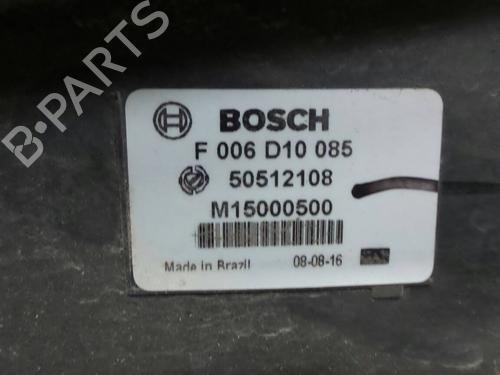 BOSCH
F 006 D10 085
50512108
M15000500
Made in Brazil 08-08-16
B-PARTS